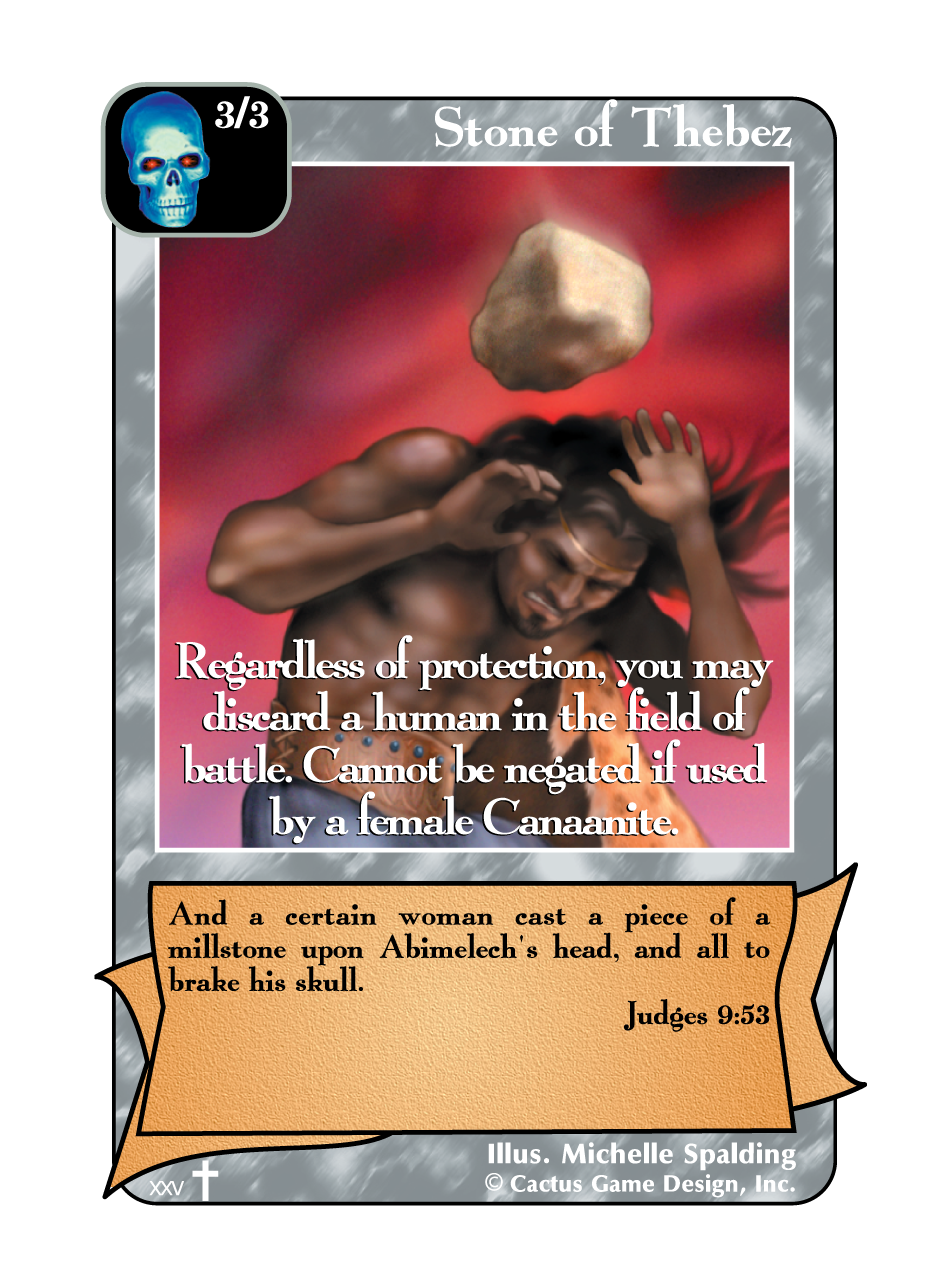 3/3
Stone of Thebez
Regardless of protection, you may
discard a human in the field of
battle. Cannot be negated if used
by a female Canaanite.
And a certain woman cast a piece of a
millstone upon Abimelech's head, and all to
brake his skull.
Judges 9:53
Illus. Michelle Spalding
XXV
© Cactus Game Design, Inc.